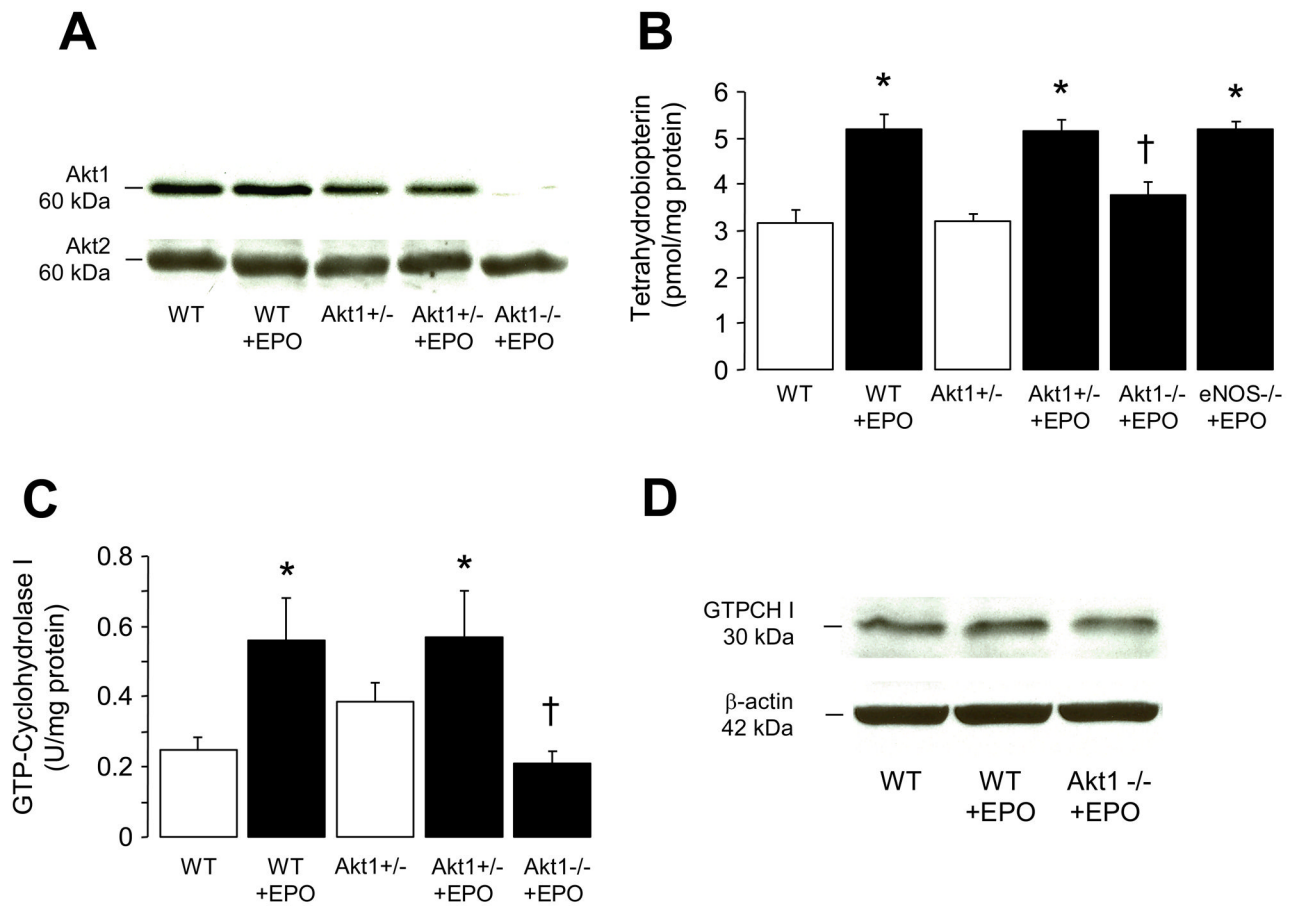 A
Akt1
60 kDa
Akt2
60 kDa
WT WT Akt1+/- Akt1+/- Akt1-/-
+EPO +EPO +EPO
B
Tetrahydrobiopterin
(pmol/mg protein)
6
5
4
3
2
1
0
* * † *
WT WT Akt1+/- Akt1+/- Akt1-/- eNOS-/-
+EPO +EPO +EPO +EPO
C
GTP-Cyclohydrolase I
(U/mg protein)
0.8
0.6
0.4
0.2
0
* * †
WT WT Akt1+/- Akt1+/- Akt1-/-
+EPO +EPO +EPO
D
GTPCH I
30 kDa
β-actin
42 kDa
WT WT Akt1 -/-
+EPO +EPO